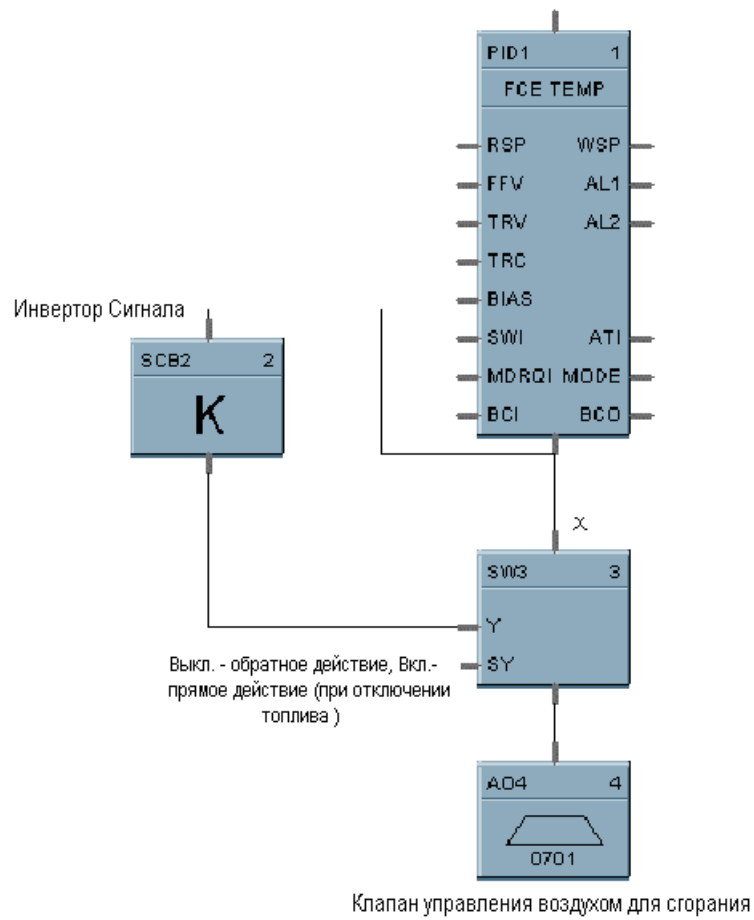 PID1 1
FCE TEMP
RSP WSP
FFV AL1
TRV AL2
TRC
BIAS
SWI ATI
MDRQI MODE
BCI BCO
Инвертор Сигнала
SCB2 2
K
X
SW3 3
Y
SY
Выкл. - обратное действие, Вкл.-
прямое действие (при отключении
топлива )
AO4 4
0701
Клапан управления воздухом для сгорания